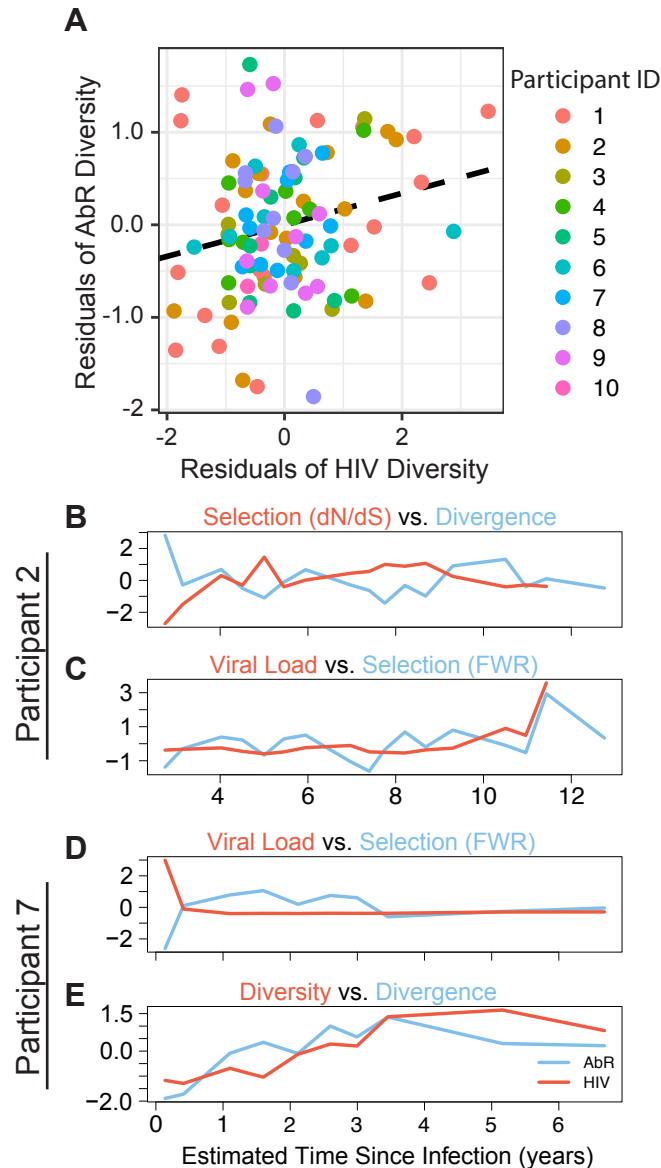 A
Residuals of AbR Diversity
1.0
0.0
-1.0
-2
-2
0
2
Residuals of HIV Diversity
Participant ID
1
2
3
4
5
6
7
8
9
10
Participant 2
B
Selection (dN/dS) vs. Divergence
2
0
−2
4
6
8
10
12
C
Viral Load vs. Selection (FWR)
3
1
−1
4
6
8
10
12
Participant 7
D
Viral Load vs. Selection (FWR)
2
0
−2
E
Diversity vs. Divergence
1.5
0.0
−2.0
AbR
HIV
0
1
2
3
4
5
6
Estimated Time Since Infection (years)